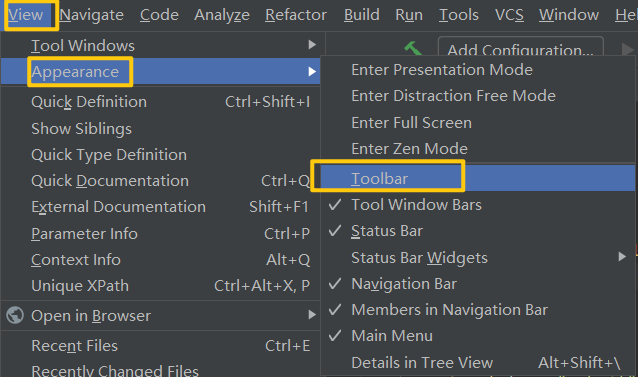 View Navigate Code Analyze Refactor Build Run Tools VCS Window
Add Configuration...
Tool Windows
Appearance
Quick Definition Ctrl+Shift+I
Show Siblings
Quick Type Definition
Quick Documentation Ctrl+Q
External Documentation Shift+F1
Parameter Info Ctrl+P
Context Info Alt+Q
Unique XPath Ctrl+Alt+X, P
Open in Browser
Recent Files Ctrl+E
Recently Changed Files
Enter Presentation Mode
Enter Distraction Free Mode
Enter Full Screen
Enter Zen Mode
Toolbar
Tool Window Bars
Status Bar
Status Bar Widgets
Navigation Bar
Members in Navigation Bar
Main Menu
Details in Tree View Alt+Shift+\